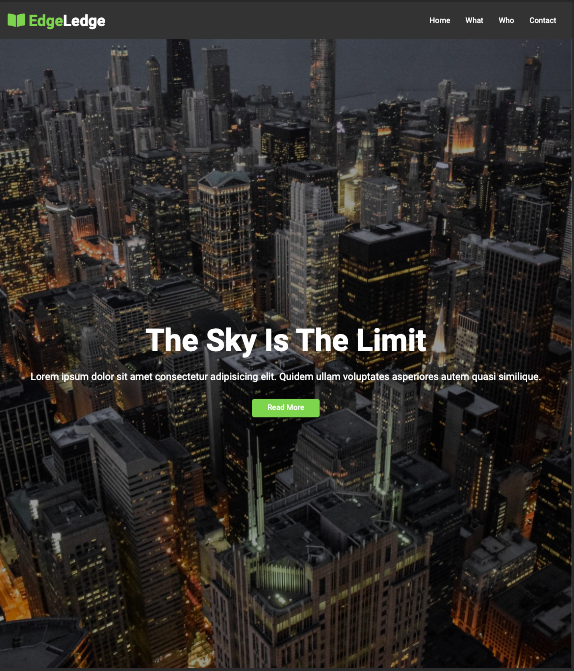 EdgeLedge
Home What Who Contact
The Sky Is The Limit
Lorem ipsum dolor sit amet consectetur adipisicing elit. Quidem ullam voluptates asperiores autem quasi similique.
Read More